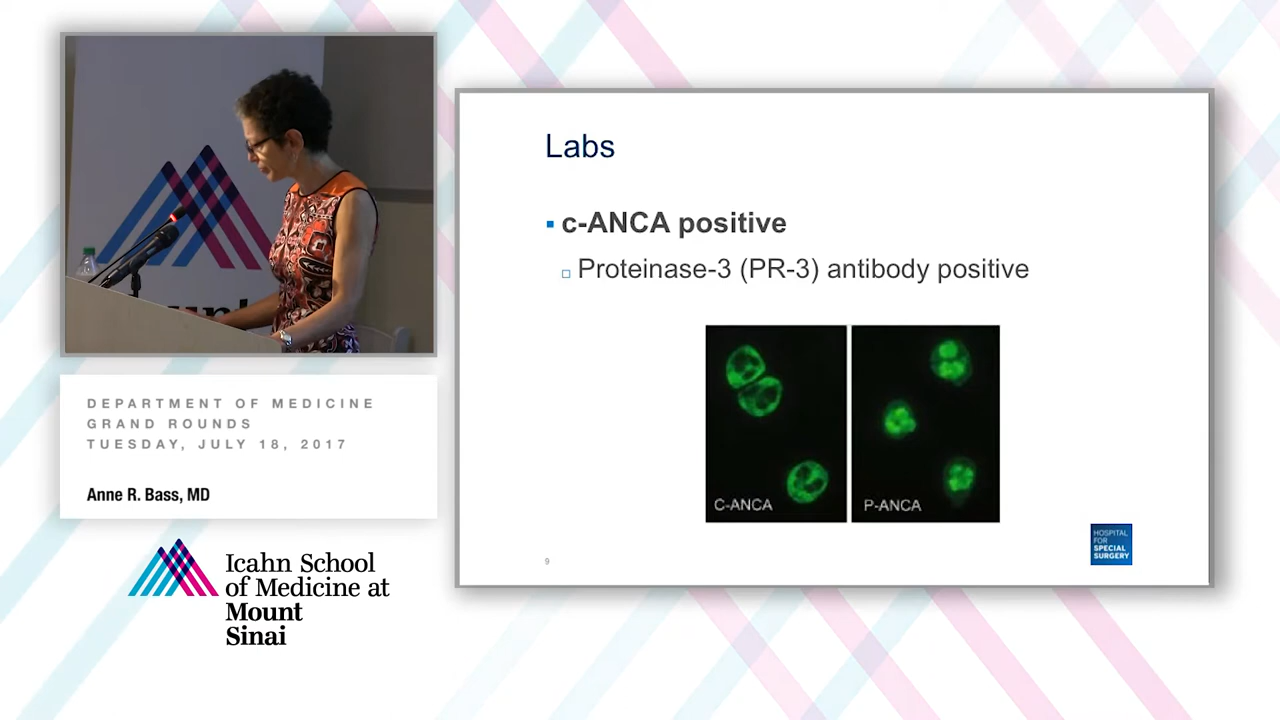 Labs
c-ANCA positive
Proteinase-3 (PR-3) antibody positive
C-ANCA
P-ANCA
9
HOSPITAL
FOR
SPECIAL
SURGERY
DEPARTMENT OF MEDICINE
GRAND ROUNDS
TUESDAY, JULY 18, 2017
Anne R. Bass, MD
Icahn School
of Medicine at
Mount
Sinai